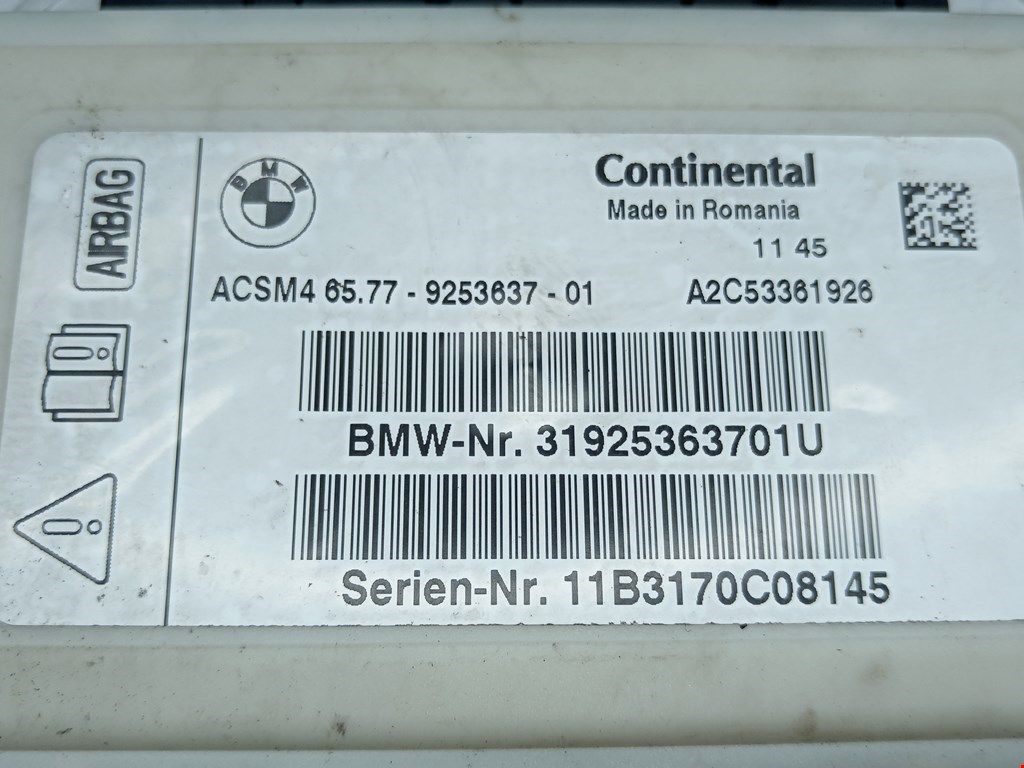 AIRBAG
BMW
Continental
Made in Romania
11 45
ACSM4 65.77 - 9253637 - 01 A2C53361926
BMW-Nr. 31925363701U
Serien-Nr. 11B3170C08145